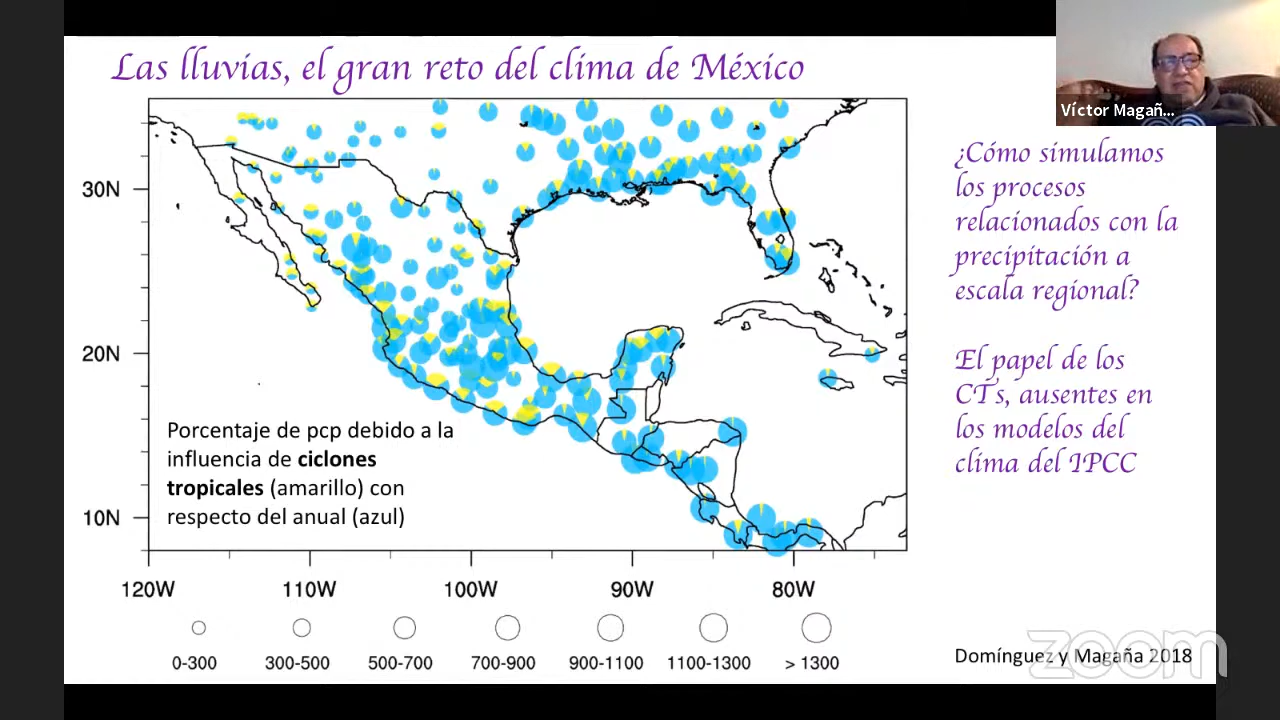 Las lluvias, el gran reto del clima de México
Víctor Magañ...
¿Cómo simulamos
los procesos
relacionados con la
precipitación a
escala regional?
El papel de los
CTs, ausentes en
los modelos del
clima del IPCC
30N
20N
10N
Porcentaje de pcp debido a la
influencia de ciclones
tropicales (amarillo) con
respecto del anual (azul)
120W 110W 100W 90W 80W
0-300 300-500 500-700 700-900 900-1100 1100-1300 > 1300
Domínguez y Magaña 2018
zoom